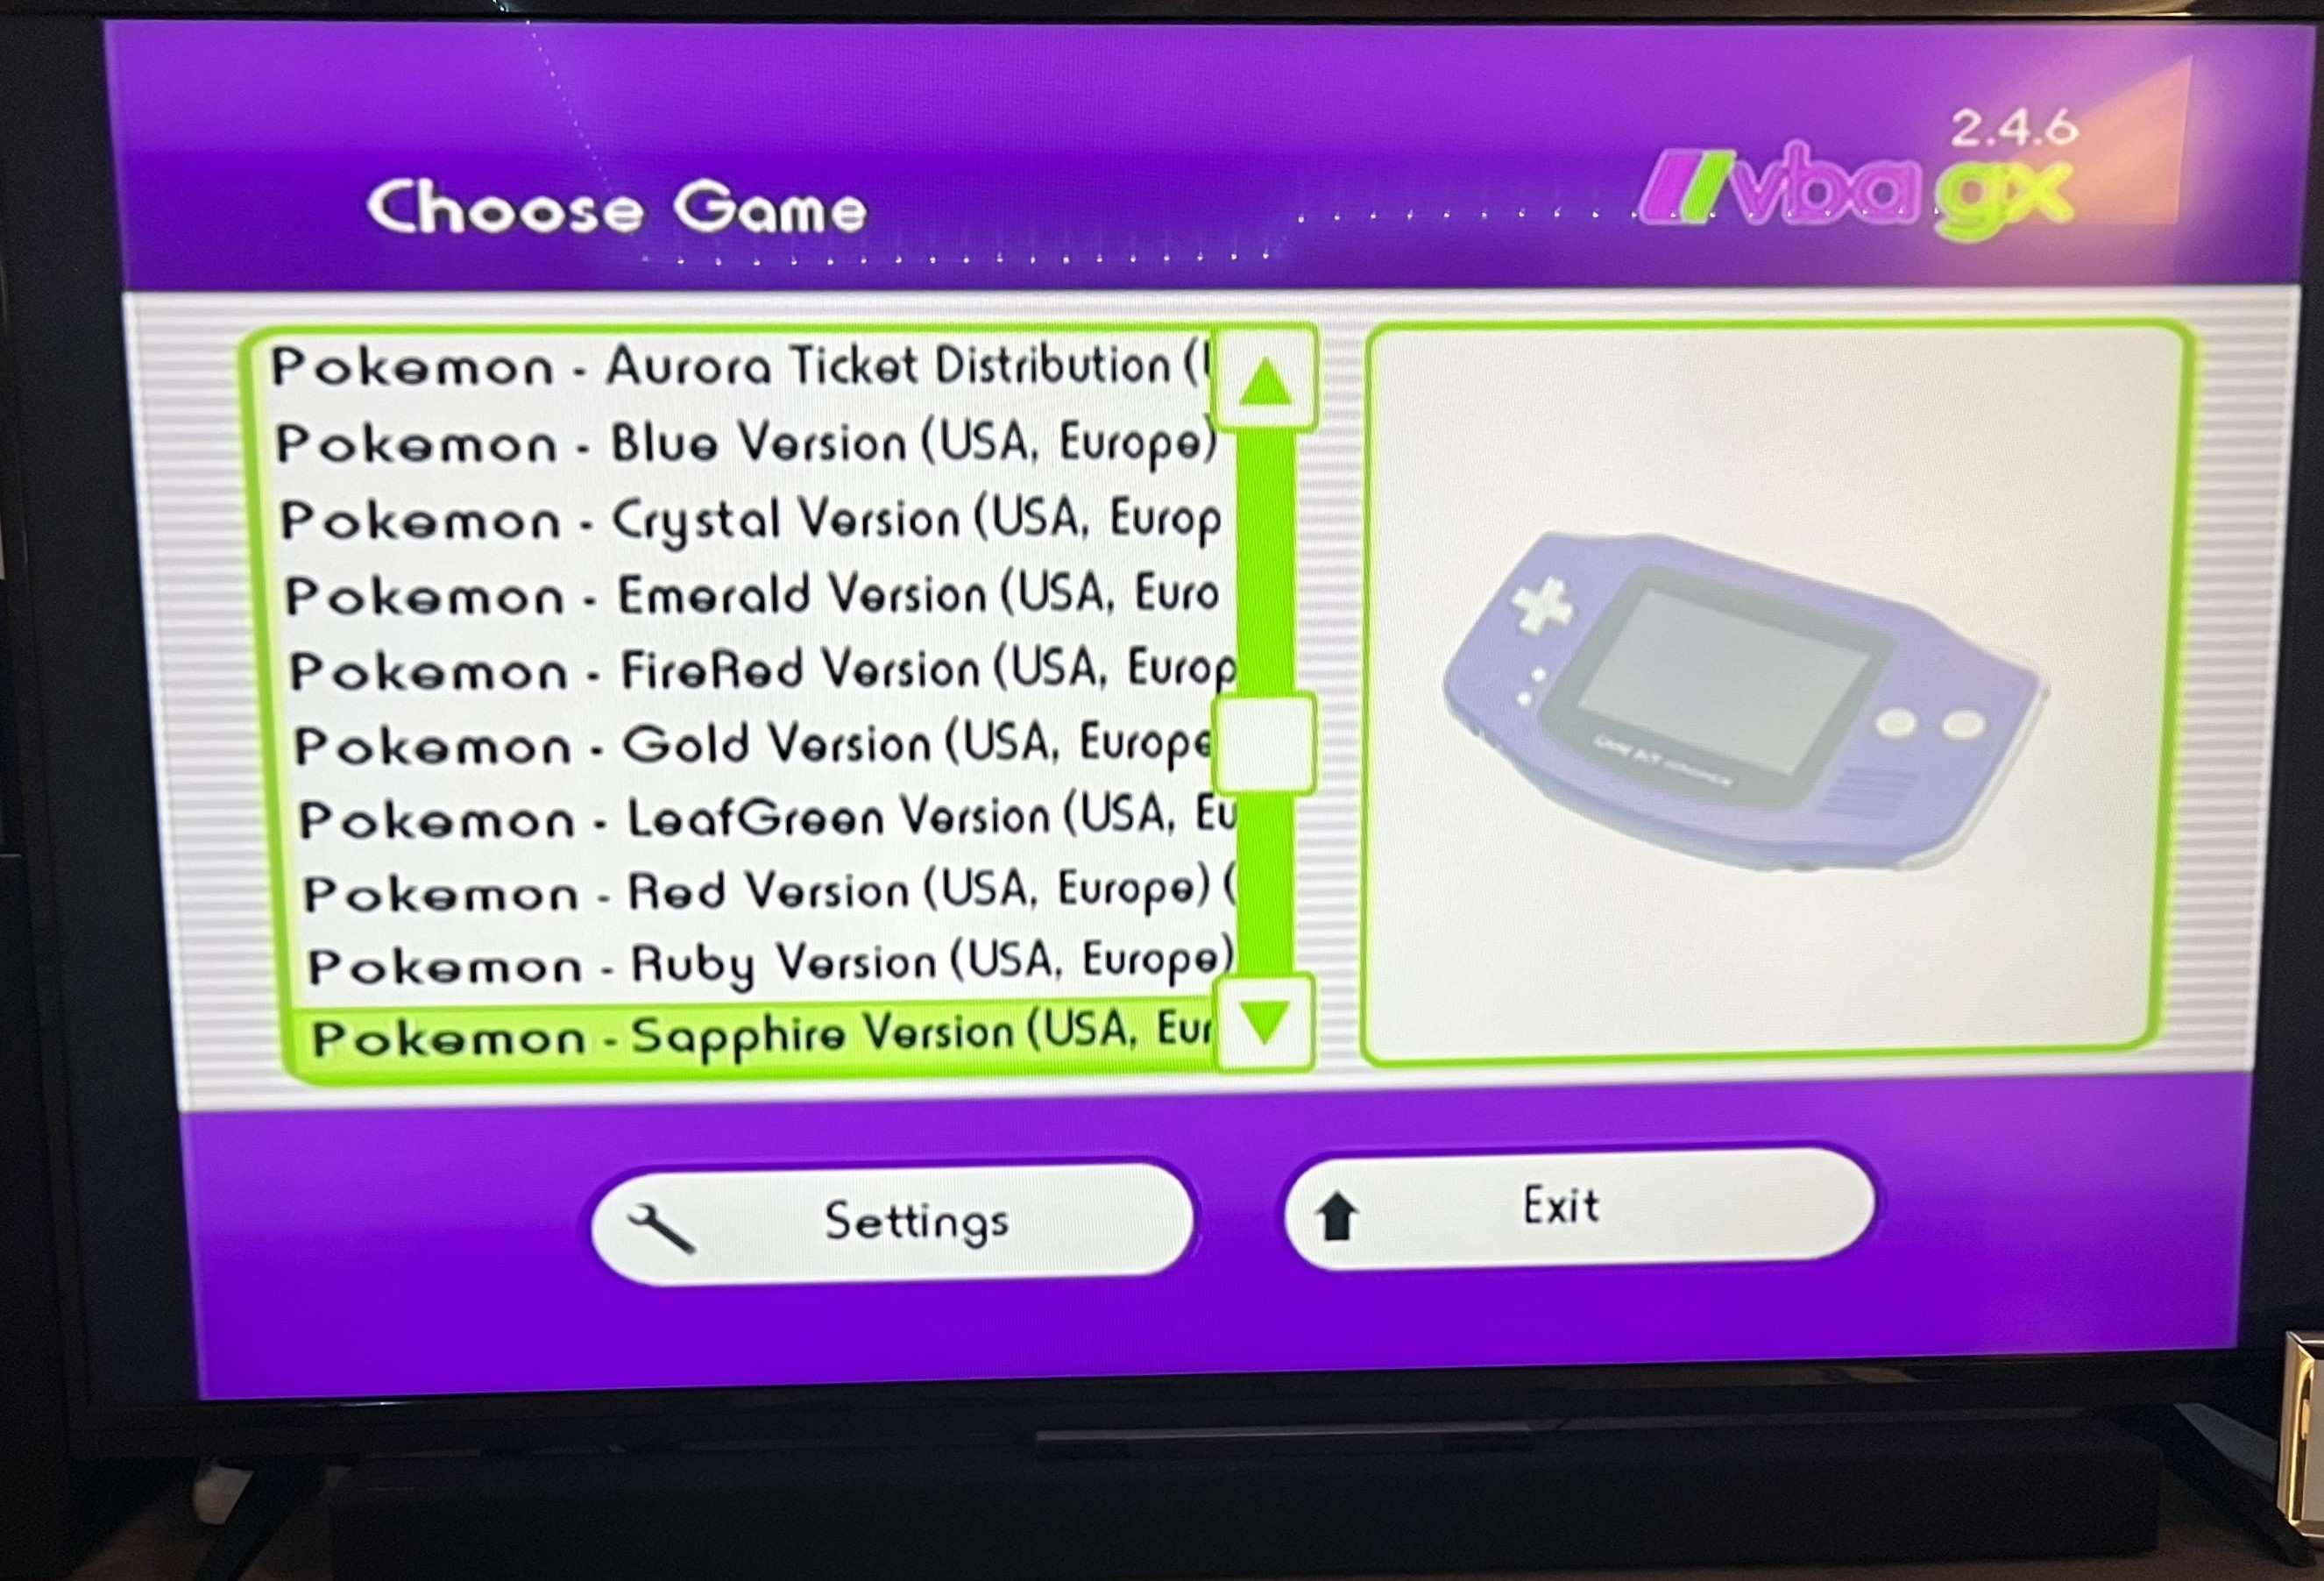 2.4.6
Choose Game
vba gx
Pokemon - Aurora Ticket Distribution (
Pokemon - Blue Version (USA, Europe)
Pokemon - Crystal Version (USA, Europ
Pokemon - Emerald Version (USA, Euro
Pokemon - FireRed Version (USA, Europ
Pokemon - Gold Version (USA, Europe
Pokemon - LeafGreen Version (USA, Eu
Pokemon - Red Version (USA, Europe) (
Pokemon - Ruby Version (USA, Europe)
Pokemon - Sapphire Version (USA, Eur
GAME BOY ADVANCE
Settings
Exit